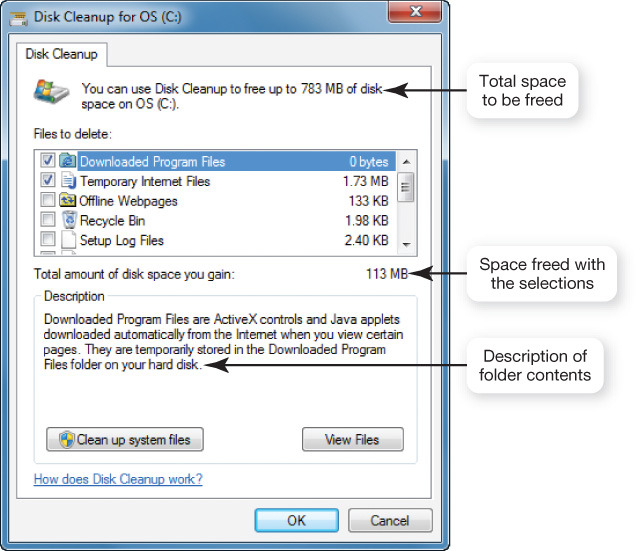 Disk Cleanup for OS (C:)
Disk Cleanup
You can use Disk Cleanup to free up to 783 MB of disk
space on OS (C:).
Total space
to be freed
Files to delete:
Downloaded Program Files 0 bytes
Temporary Internet Files 1.73 MB
Offline Webpages 133 KB
Recycle Bin 1.98 KB
Setup Log Files 2.40 KB
Total amount of disk space you gain: 113 MB
Space freed with
the selections
Description
Downloaded Program Files are ActiveX controls and Java applets
downloaded automatically from the Internet when you view certain
pages. They are temporarily stored in the Downloaded Program
Files folder on your hard disk.
Description of
folder contents
Clean up system files
View Files
How does Disk Cleanup work?
OK
Cancel